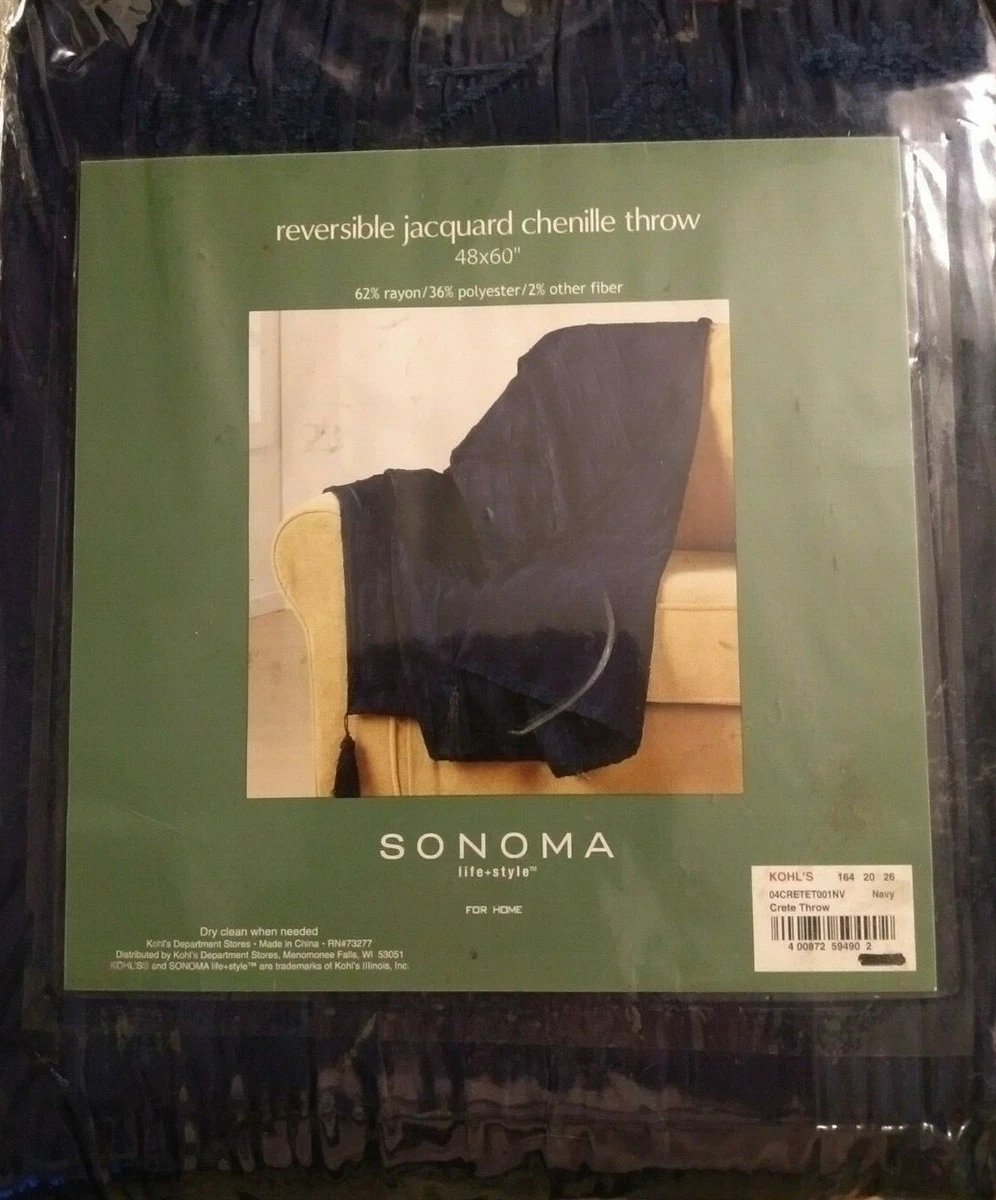 reversible jacquard chenille throw
48x60"
62% rayon/36% polyester/2% other fiber
SONOMA
life+style™
FOR HOME
Dry clean when needed
Kohl's Department Stores • Made in China • RN#73277
Distributed by Kohl's Department Stores, Menomonee Falls, WI 53051
KOHL'S® and SONOMA life+style™ are trademarks of Kohl's Illinois, Inc.
KOHL'S 164 20 26
04CRETET001NV Navy
Crete Throw
4 00872 59490 2